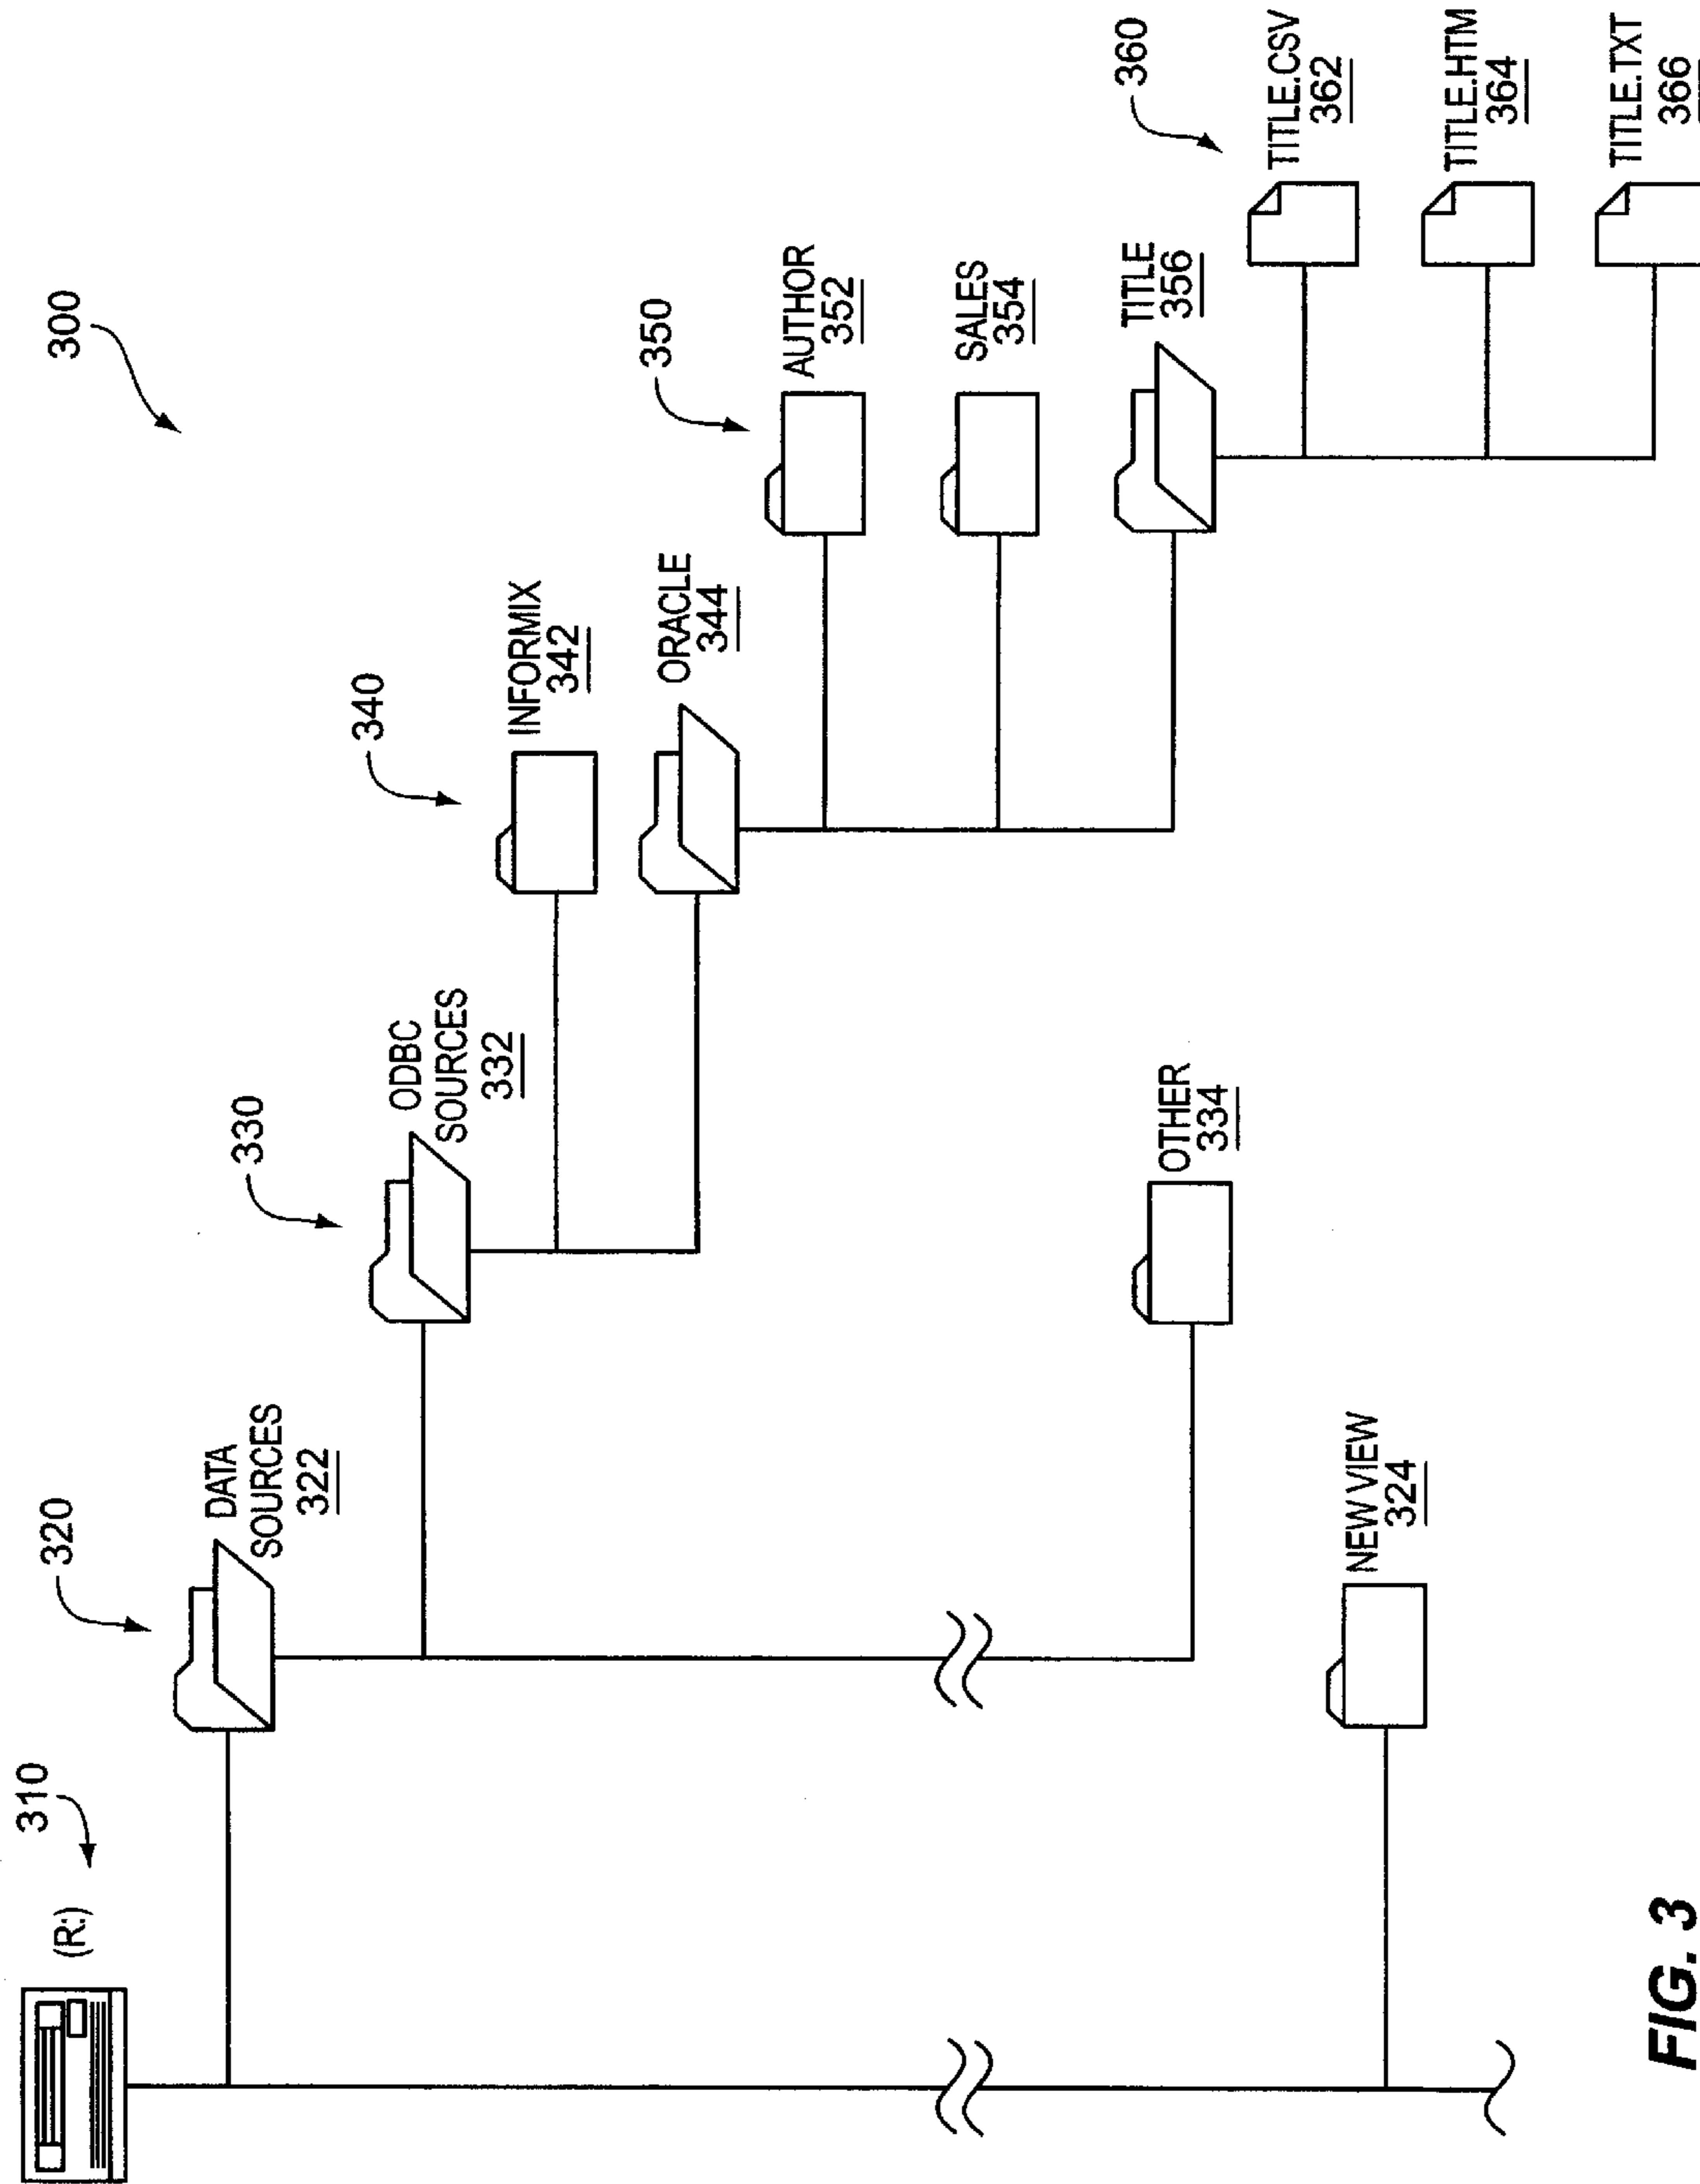 300
(R:)
310
320
DATA
SOURCES
322
330
ODBC
SOURCES
332
340
INFORMIX
342
ORACLE
344
350
AUTHOR
352
SALES
354
TITLE
356
360
TITLE.CSV
362
TITLE.HTM
364
TITLE.TXT
366
OTHER
334
NEW VIEW
324
FIG. 3